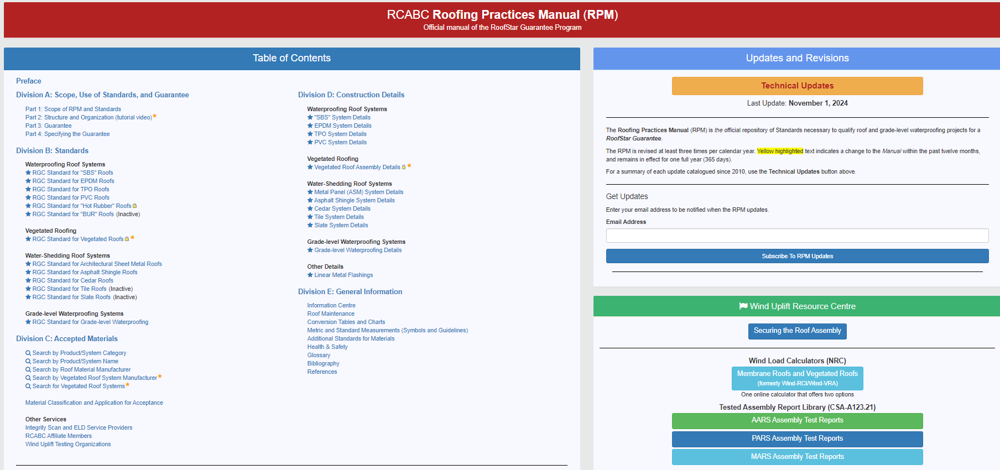 RCABC Roofing Practices Manual (RPM)
Official manual of the RoofStar Guarantee Program
Table of Contents
Preface
Division A: Scope, Use of Standards, and Guarantee
Part 1: Scope of RPM and Standards
Part 2: Structure and Organization (tutorial video)
Part 3: Guarantee
Part 4: Specifying the Guarantee
Division B: Standards
Waterproofing Roof Systems
RGC Standard for "SBS" Roofs
RGC Standard for EPDM Roofs
RGC Standard for TPO Roofs
RGC Standard for PVC Roofs
RGC Standard for "Hot Rubber" Roofs
RGC Standard for "BUR" Roofs (Inactive)
Vegetated Roofing
RGC Standard for Vegetated Roofs
Water-Shedding Roof Systems
RGC Standard for Architectural Sheet Metal Roofs
RGC Standard for Asphalt Shingle Roofs
RGC Standard for Cedar Roofs
RGC Standard for Tile Roofs (Inactive)
RGC Standard for Slate Roofs (Inactive)
Grade-level Waterproofing Systems
RGC Standard for Grade-level Waterproofing
Division C: Accepted Materials
Search by Product/System Category
Search by Product/System Name
Search by Roof Material Manufacturer
Search by Vegetated Roof System Manufacturer
Search for Vegetated Roof Systems
Material Classification and Application for Acceptance
Other Services
Integrity Scan and ELD Service Providers
RCABC Affiliate Members
Wind Uplift Testing Organizations
Division D: Construction Details
Waterproofing Roof Systems
"SBS" System Details
EPDM System Details
TPO System Details
PVC System Details
Vegetated Roofing
Vegetated Roof Assembly Details
Water-Shedding Roof Systems
Metal Panel (ASM) System Details
Asphalt Shingle System Details
Cedar System Details
Tile System Details
Slate System Details
Grade-level Waterproofing Systems
Grade-level Waterproofing Details
Other Details
Linear Metal Flashings
Division E: General Information
Information Centre
Roof Maintenance
Conversion Tables and Charts
Metric and Standard Measurements (Symbols and Guidelines)
Additional Standards for Materials
Health & Safety
Glossary
Bibliography
References
Updates and Revisions
Technical Updates
Last Update: November 1, 2024
The Roofing Practices Manual (RPM) is the official repository of Standards necessary to qualify roof and grade-level waterproofing projects for a
RoofStar Guarantee.
The RPM is revised at least three times per calendar year. Yellow highlighted text indicates a change to the Manual within the past twelve months,
and remains in effect for one full year (365 days).
For a summary of each update catalogued since 2010, use the Technical Updates button above.
Get Updates
Enter your email address to be notified when the RPM updates.
Email Address
Subscribe To RPM Updates
Wind Uplift Resource Centre
Securing the Roof Assembly
Wind Load Calculators (NRC)
Membrane Roofs and Vegetated Roofs
(formerly Wind-RCI/Wind-VRA)
One online calculator that offers two options
Tested Assembly Report Library (CSA-A123.21)
AARS Assembly Test Reports
PARS Assembly Test Reports
MARS Assembly Test Reports